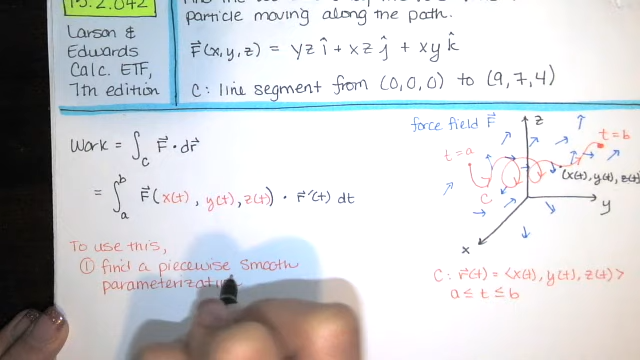 15.2.042
Larson &
Edwards
Calc. ETF,
7th edition
particle moving along the path.
F⃗(x,y,z) = yz î + xz ĵ + xy k̂
C: line segment from (0,0,0) to (9,7,4)
Work = ∫_C F⃗ · dr⃗
= ∫_a^b F⃗(x(t), y(t), z(t)) · r⃗'(t) dt
To use this,
① find a piecewise smooth
force field F⃗
z
t=a
t=b
C
(x(t), y(t), z(t))
y
x
C: r⃗(t) = <x(t), y(t), z(t)>
a ≤ t ≤ b